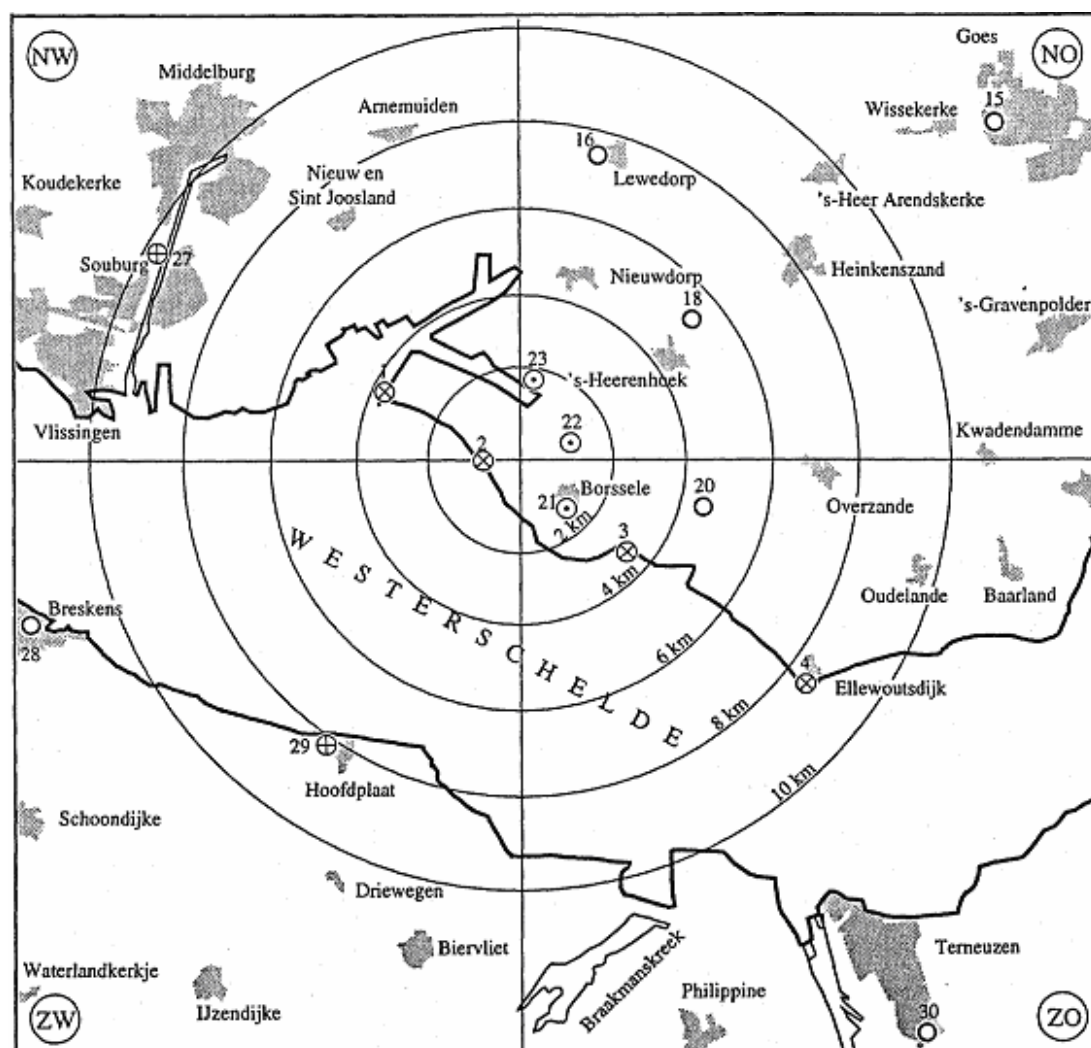 NW
NO
Goes
Middelburg
15
Arnemuiden
Wissekerke
16
Koudekerke
Nieuw en
Sint Joosland
Lewedorp
's-Heer Arendskerke
Souburg
27
Nieuwdorp
Heinkenszand
18
's-Gravenpolder
23
's-Heerenhoek
1
Vlissingen
22
Kwadendamme
2
Borssele
20
Overzande
21
2 km
3
WESTERSCHELDE
4 km
Oudelande
Baarland
Breskens
28
6 km
4
Ellewoutsdijk
8 km
29
Hoofdplaat
10 km
Schoondijke
Driewegen
Biervliet
Terneuzen
Waterlandkerkje
IJzendijke
Braakmanskreek
Philippine
30
ZW
ZO